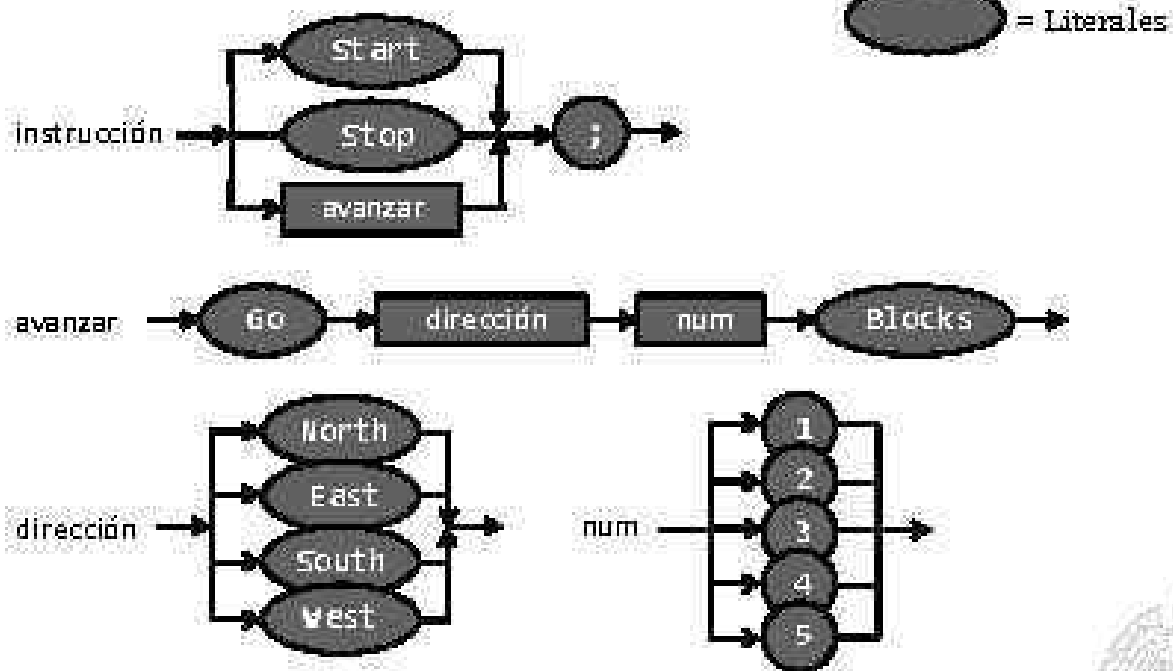 = Literales
Start
instrucción
Stop
;
avanzar
avanzar
Go
dirección
num
Blocks
dirección
North
East
South
West
num
1
2
3
4
5